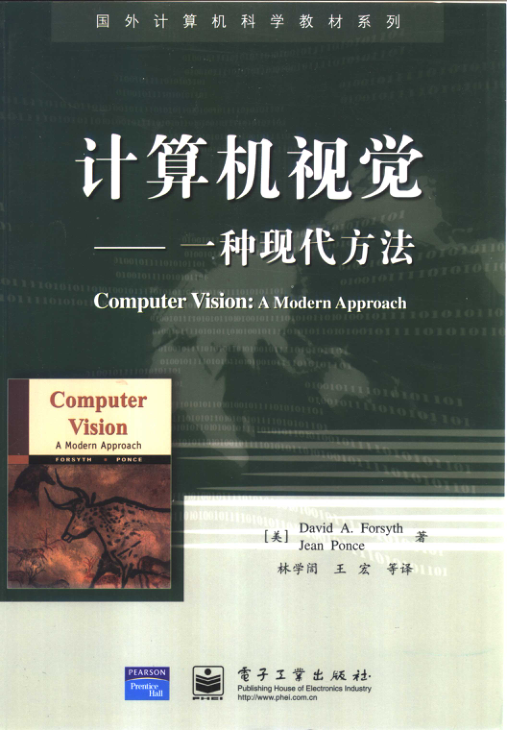 国外计算机科学教材系列
计算机视觉
——一种现代方法
Computer Vision: A Modern Approach
Computer
Vision
A Modern Approach
FORSYTH • PONCE
[美] David A. Forsyth
Jean Ponce 著
林学訚 王宏 等译
PEARSON
Prentice
Hall
PHEI
電子工業出版社
Publishing House of Electronics Industry
http://www.phei.com.cn